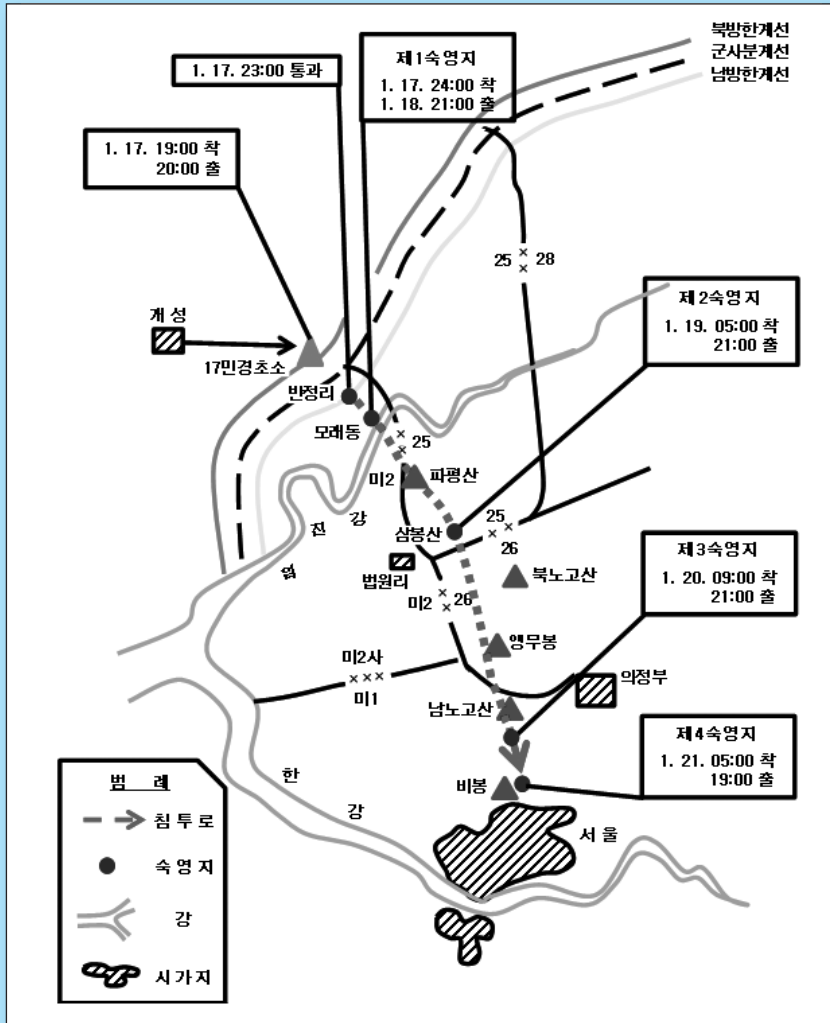 북방한계선
군사분계선
남방한계선
1. 17. 23:00 통과
제1숙영지
1. 17. 24:00 착
1. 18. 21:00 출
1. 17. 19:00 착
20:00 출
25 ×× 28
제2숙영지
1. 19. 05:00 착
21:00 출
개성
17민경초소
반정리
모래동
×× 25
미2
파평산
임진강
삼봉산
25
××
26
법원리
미2 ×× 26
북노고산
제3숙영지
1. 20. 09:00 착
21:00 출
앵무봉
미2사
×××
미1
의정부
남노고산
제4숙영지
1. 21. 05:00 착
19:00 출
비봉
한강
서울
범 례
침투로
숙영지
강
시가지